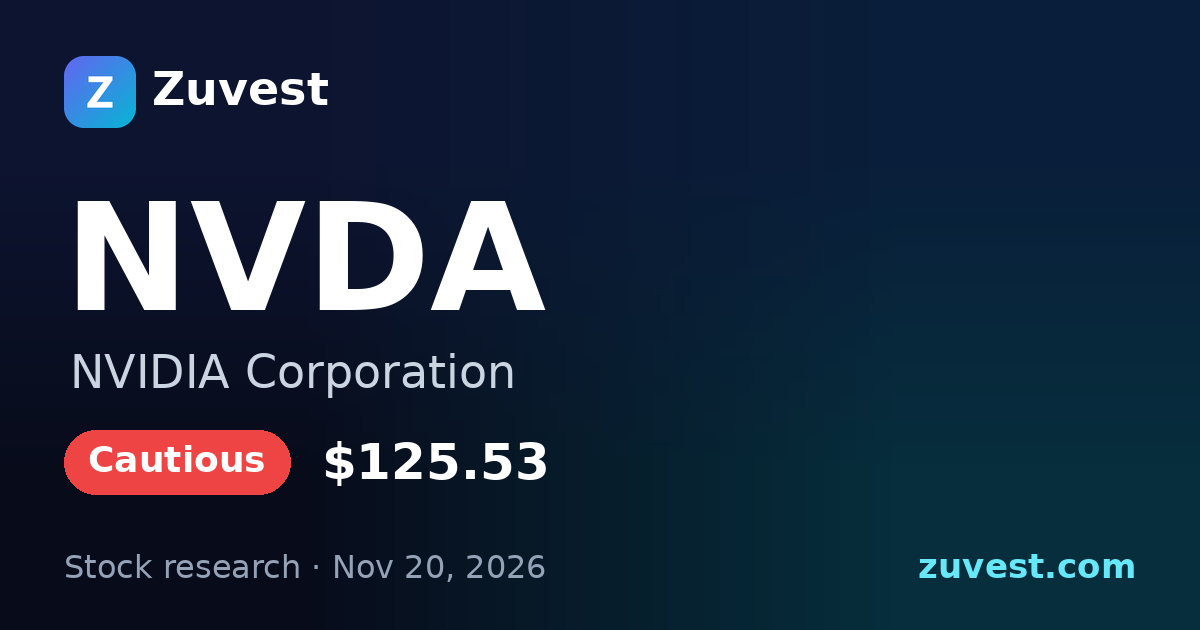 Z Zuvest
NVDA
NVIDIA Corporation
Cautious $125.53
Stock research · Nov 20, 2026 zuvest.com